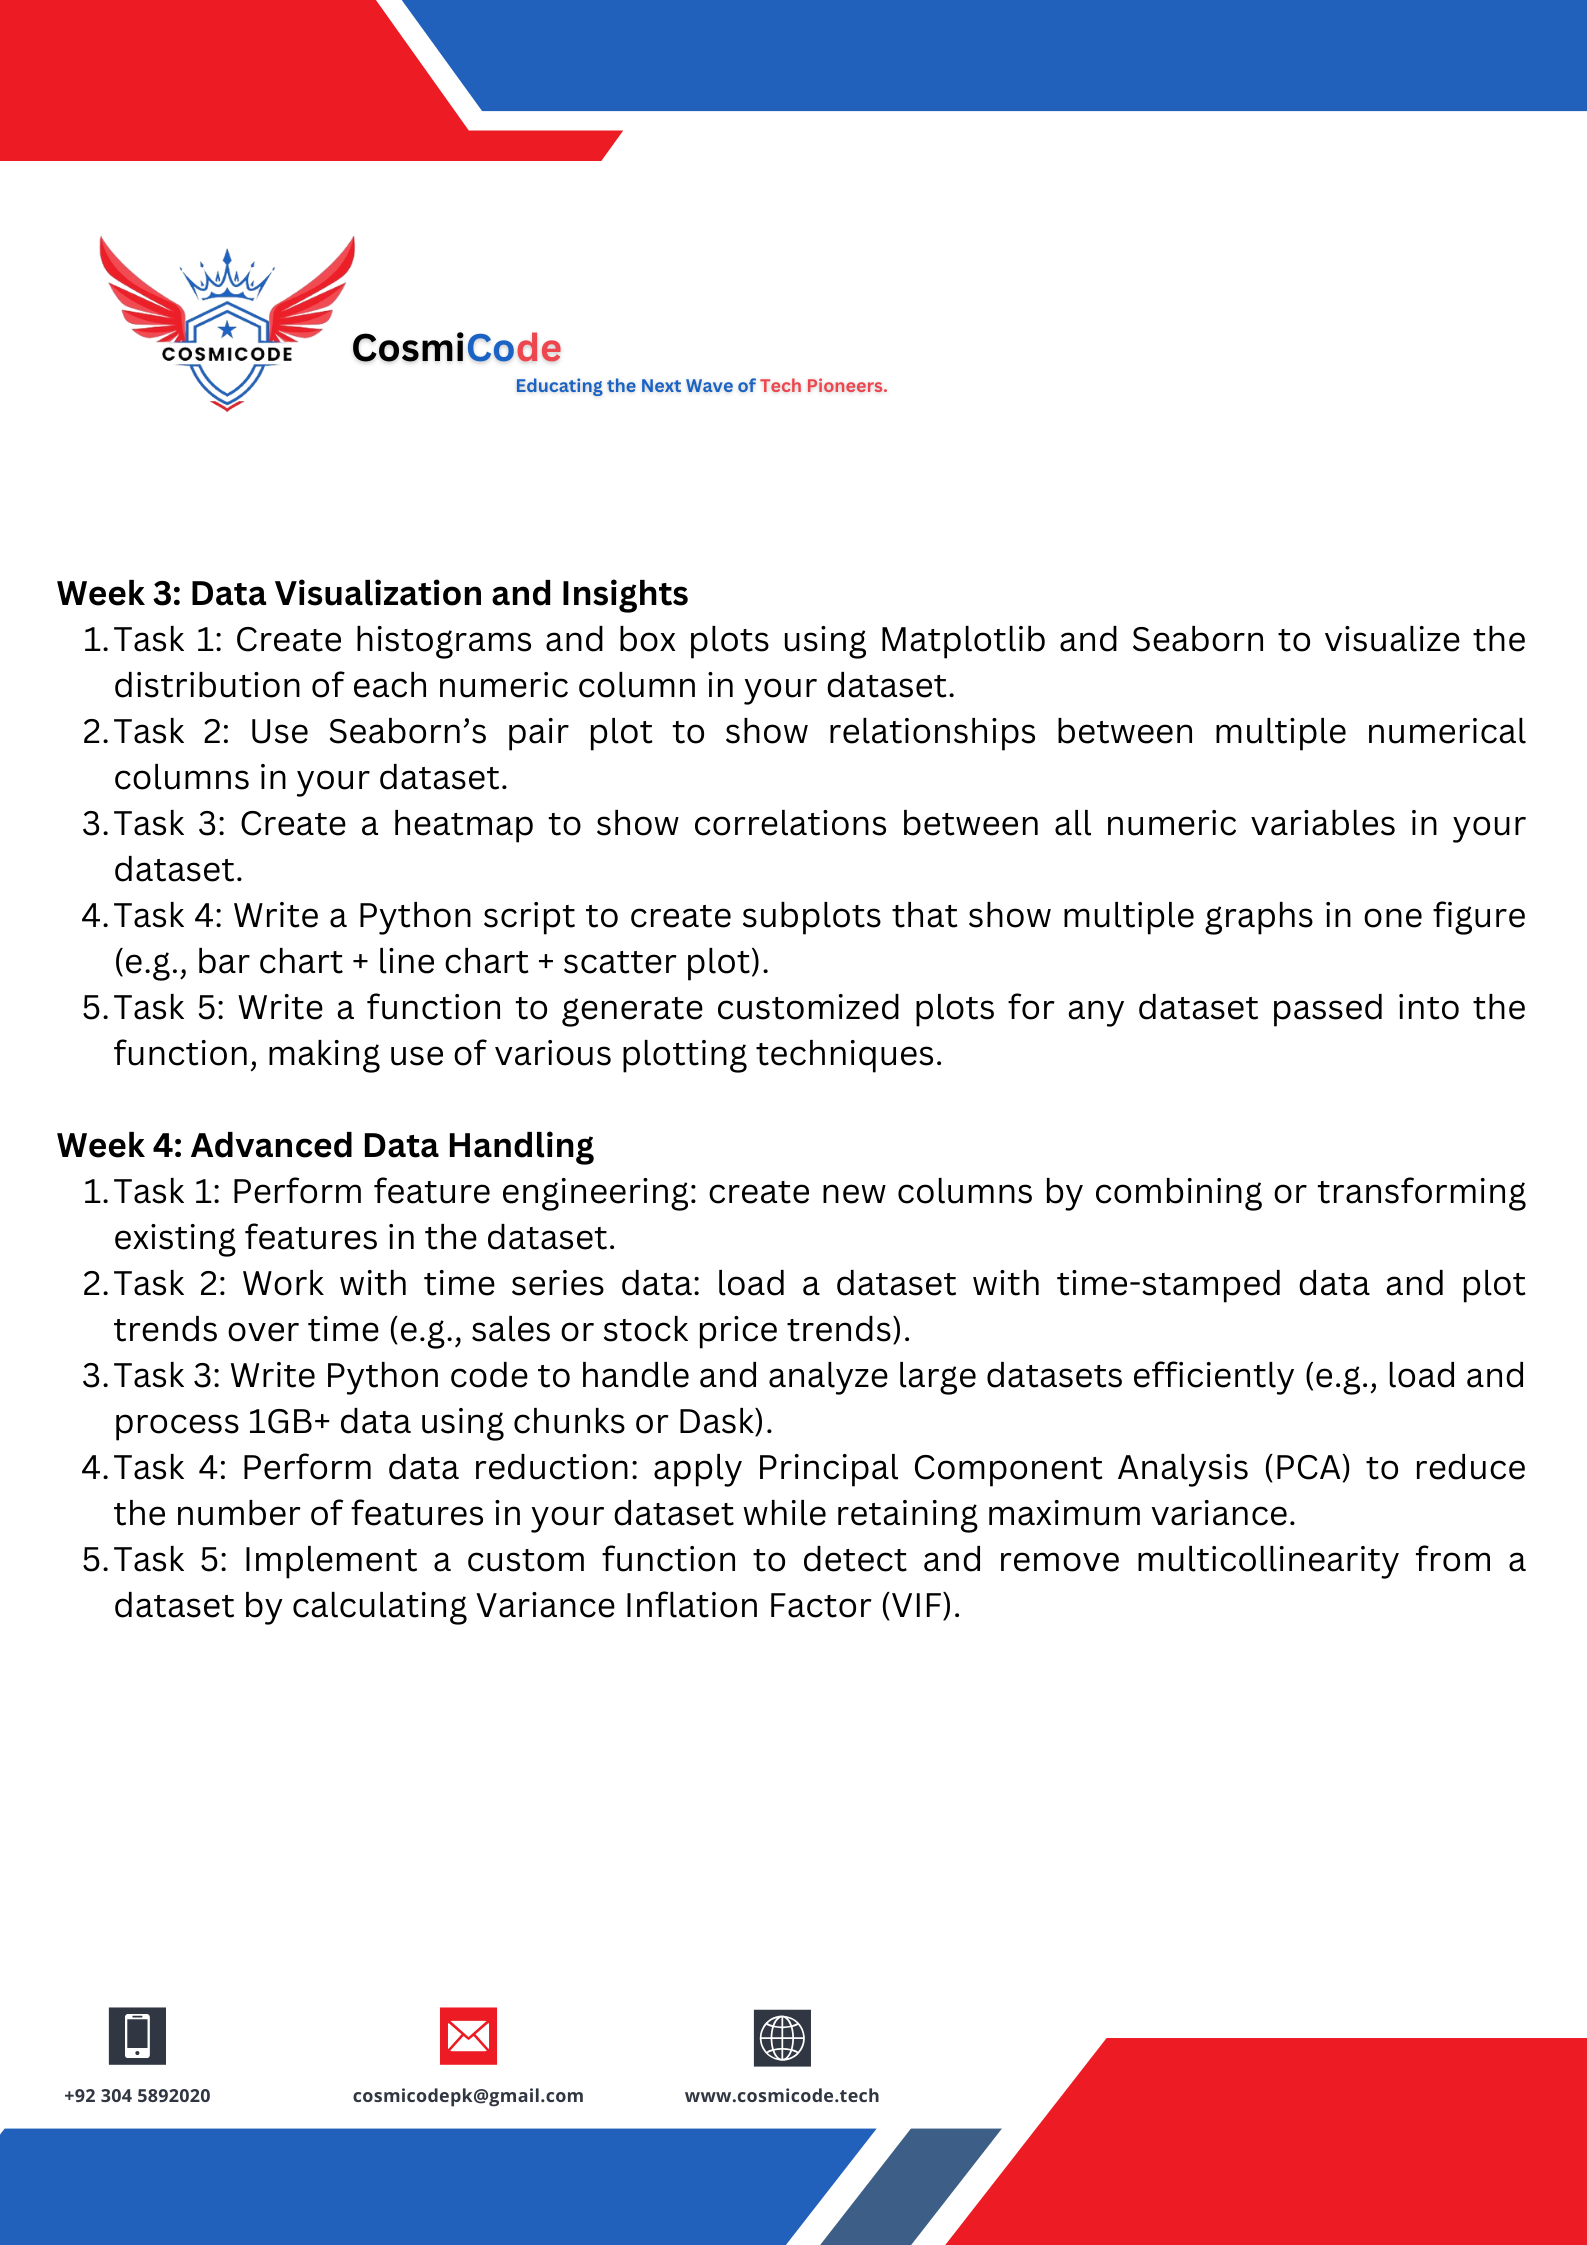 COSMICODE
CosmiCode
Educating the Next Wave of Tech Pioneers.
Week 3: Data Visualization and Insights
1. Task 1: Create histograms and box plots using Matplotlib and Seaborn to visualize the
distribution of each numeric column in your dataset.
2. Task 2: Use Seaborn’s pair plot to show relationships between multiple numerical
columns in your dataset.
3. Task 3: Create a heatmap to show correlations between all numeric variables in your
dataset.
4. Task 4: Write a Python script to create subplots that show multiple graphs in one figure
(e.g., bar chart + line chart + scatter plot).
5. Task 5: Write a function to generate customized plots for any dataset passed into the
function, making use of various plotting techniques.
Week 4: Advanced Data Handling
1. Task 1: Perform feature engineering: create new columns by combining or transforming
existing features in the dataset.
2. Task 2: Work with time series data: load a dataset with time-stamped data and plot
trends over time (e.g., sales or stock price trends).
3. Task 3: Write Python code to handle and analyze large datasets efficiently (e.g., load and
process 1GB+ data using chunks or Dask).
4. Task 4: Perform data reduction: apply Principal Component Analysis (PCA) to reduce
the number of features in your dataset while retaining maximum variance.
5. Task 5: Implement a custom function to detect and remove multicollinearity from a
dataset by calculating Variance Inflation Factor (VIF).
+92 304 5892020
cosmicodepk@gmail.com
www.cosmicode.tech